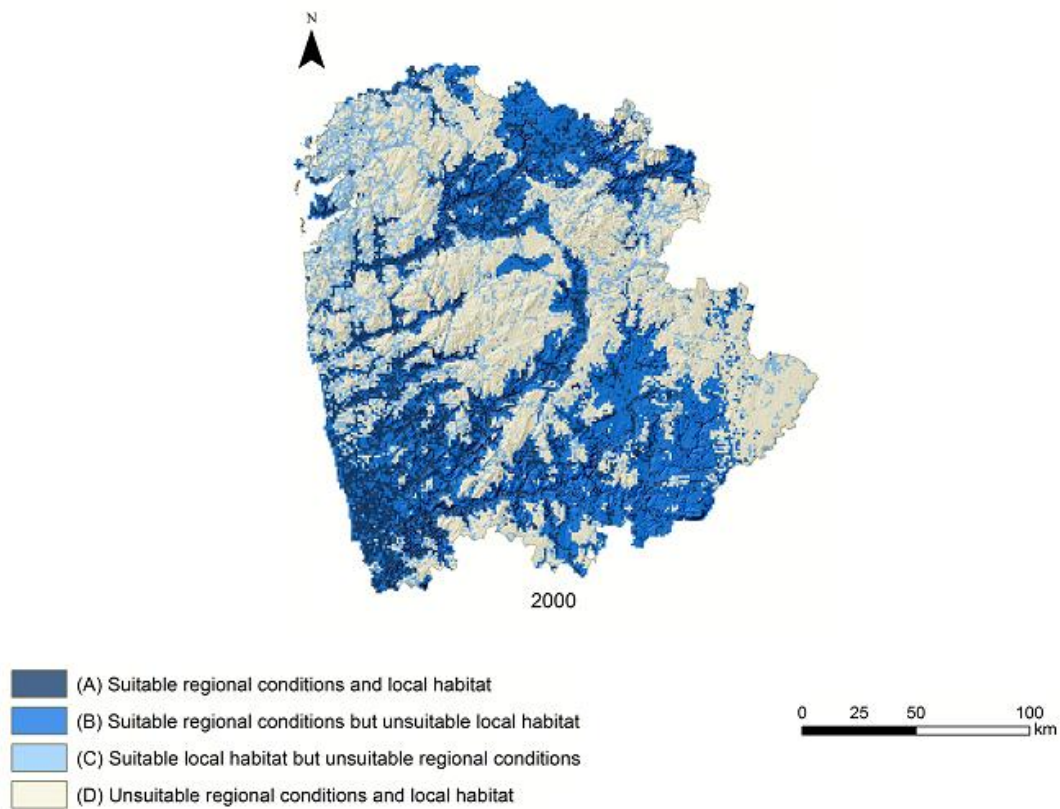 N
2000
(A) Suitable regional conditions and local habitat
(B) Suitable regional conditions but unsuitable local habitat
(C) Suitable local habitat but unsuitable regional conditions
(D) Unsuitable regional conditions and local habitat
0 25 50 100
km